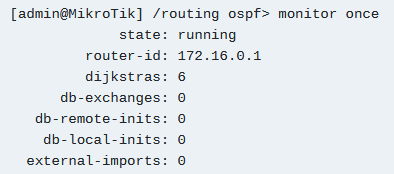 [admin@MikroTik] /routing ospf> monitor once
state: running
router-id: 172.16.0.1
dijkstras: 6
db-exchanges: 0
db-remote-inits: 0
db-local-inits: 0
external-imports: 0